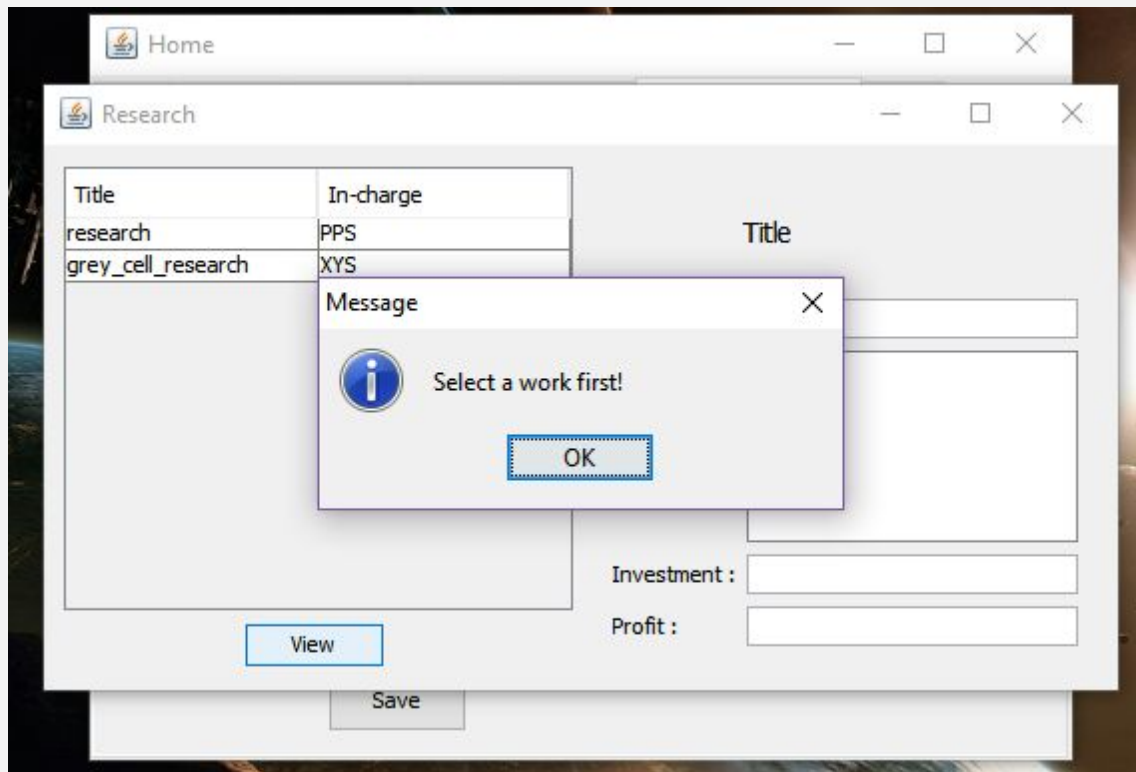 Home
Research
Title In-charge
research PPS
grey_cell_research XYS
Title
Message
Select a work first!
OK
Investment :
Profit :
View
Save